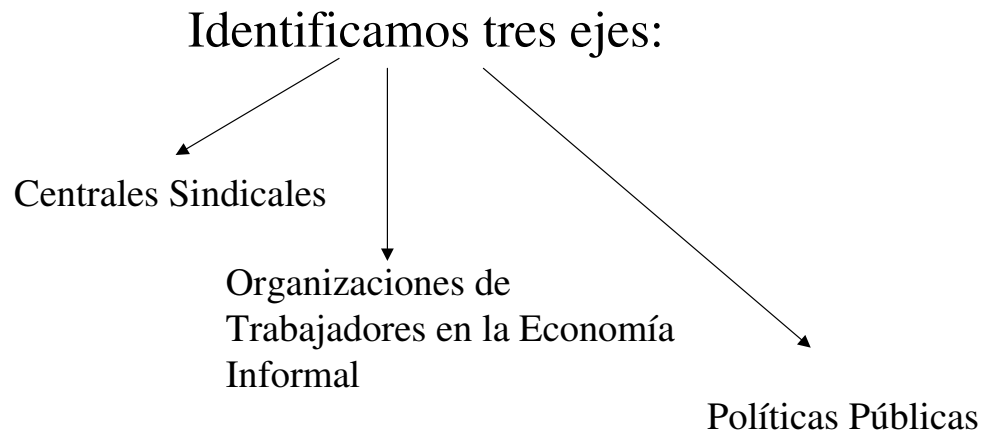 Identificamos tres ejes:
Centrales Sindicales
Organizaciones de
Trabajadores en la Economía
Informal
Políticas Públicas